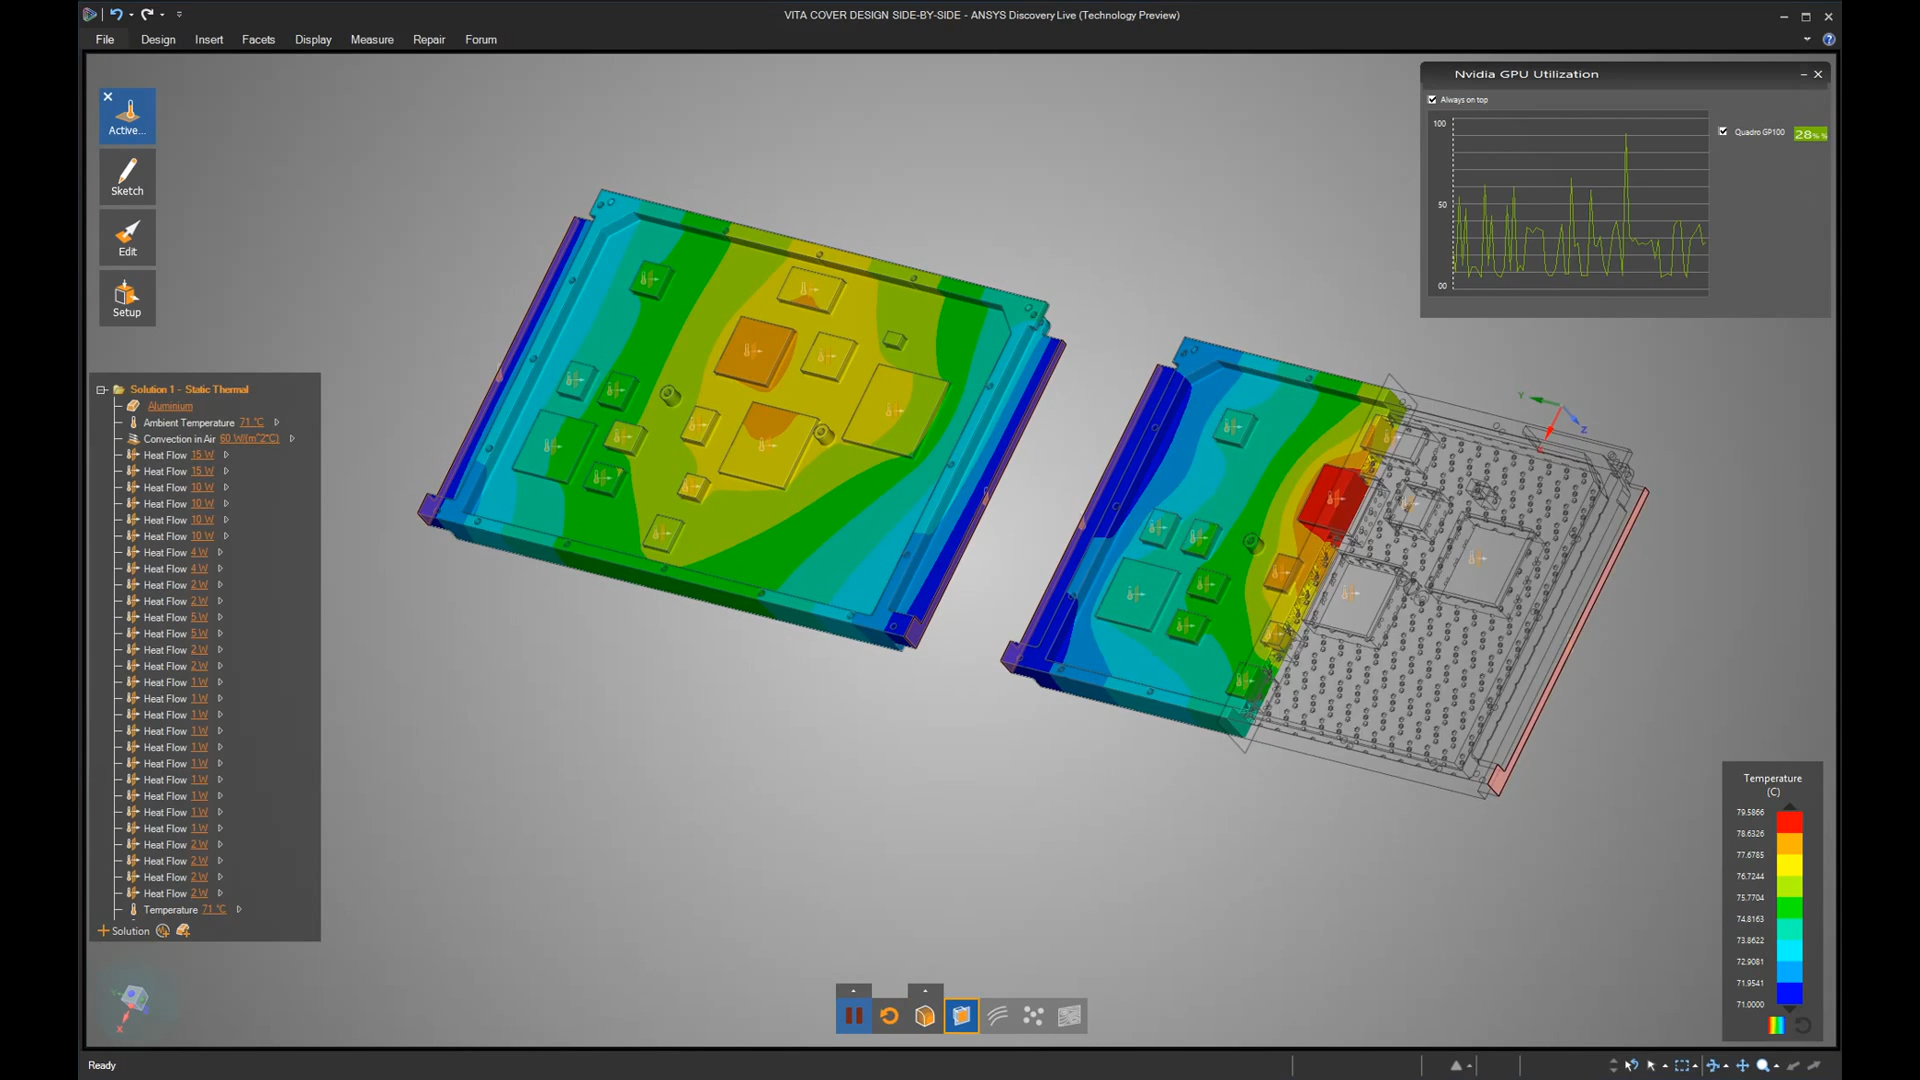 VITA COVER DESIGN SIDE-BY-SIDE - ANSYS Discovery Live (Technology Preview)
File Design Insert Facets Display Measure Repair Forum
Nvidia GPU Utilization
Always on top
100
50
00
Quadro GP100
28% %
Active...
Sketch
Edit
Setup
Solution 1 - Static Thermal
Aluminium
Ambient Temperature 71 °C
Convection in Air 60 W/(m^2*C)
Heat Flow 15 W
Heat Flow 15 W
Heat Flow 10 W
Heat Flow 10 W
Heat Flow 10 W
Heat Flow 10 W
Heat Flow 4 W
Heat Flow 4 W
Heat Flow 2 W
Heat Flow 2 W
Heat Flow 5 W
Heat Flow 5 W
Heat Flow 2 W
Heat Flow 2 W
Heat Flow 1 W
Heat Flow 1 W
Heat Flow 1 W
Heat Flow 1 W
Heat Flow 1 W
Heat Flow 1 W
Heat Flow 1 W
Heat Flow 1 W
Heat Flow 1 W
Heat Flow 1 W
Heat Flow 2 W
Heat Flow 2 W
Heat Flow 2 W
Heat Flow 2 W
Temperature 71 °C
Solution
Y
Z
X
Temperature
(C)
79.5866
78.6326
77.6785
76.7244
75.7704
74.8163
73.8622
72.9081
71.9541
71.0000
Ready